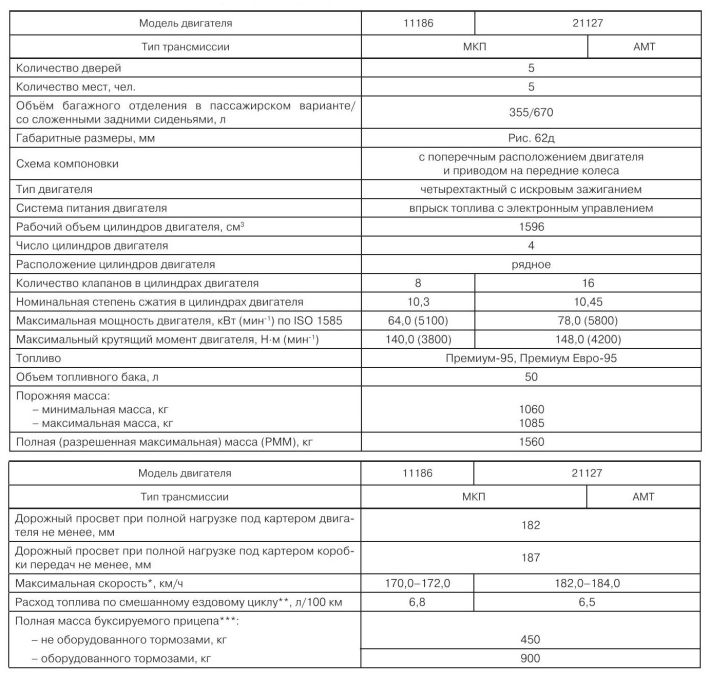 Модель двигателя 11186 21127
Тип трансмиссии МКП АМТ
Количество дверей 5
Количество мест, чел. 5
Объём багажного отделения в пассажирском варианте/
со сложенными задними сиденьями, л 355/670
Габаритные размеры, мм Рис. 62д
Схема компоновки с поперечным расположением двигателя
и приводом на передние колеса
Тип двигателя четырехтактный с искровым зажиганием
Система питания двигателя впрыск топлива с электронным управлением
Рабочий объем цилиндров двигателя, см³ 1596
Число цилиндров двигателя 4
Расположение цилиндров двигателя рядное
Количество клапанов в цилиндрах двигателя 8 16
Номинальная степень сжатия в цилиндрах двигателя 10,3 10,45
Максимальная мощность двигателя, кВт (мин⁻¹) по ISO 1585 64,0 (5100) 78,0 (5800)
Максимальный крутящий момент двигателя, Н·м (мин⁻¹) 140,0 (3800) 148,0 (4200)
Топливо Премиум-95, Премиум Евро-95
Объем топливного бака, л 50
Порожняя масса:
– минимальная масса, кг 1060
– максимальная масса, кг 1085
Полная (разрешенная максимальная) масса (РММ), кг 1560
Модель двигателя 11186 21127
Тип трансмиссии МКП АМТ
Дорожный просвет при полной нагрузке под картером двига-
теля не менее, мм 182
Дорожный просвет при полной нагрузке под картером короб-
ки передач не менее, мм 187
Максимальная скорость*, км/ч 170,0–172,0 182,0–184,0
Расход топлива по смешанному ездовому циклу**, л/100 км 6,8 6,5
Полная масса буксируемого прицепа***:
– не оборудованного тормозами, кг 450
– оборудованного тормозами, кг 900